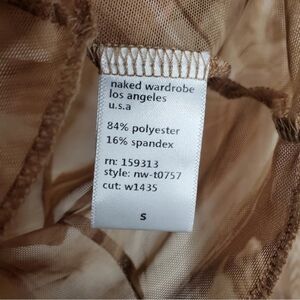 naked wardrobe
los angeles
u.s.a
84% polyester
16% spandex
rn: 159313
style: nw-t0757
cut: w1435
s